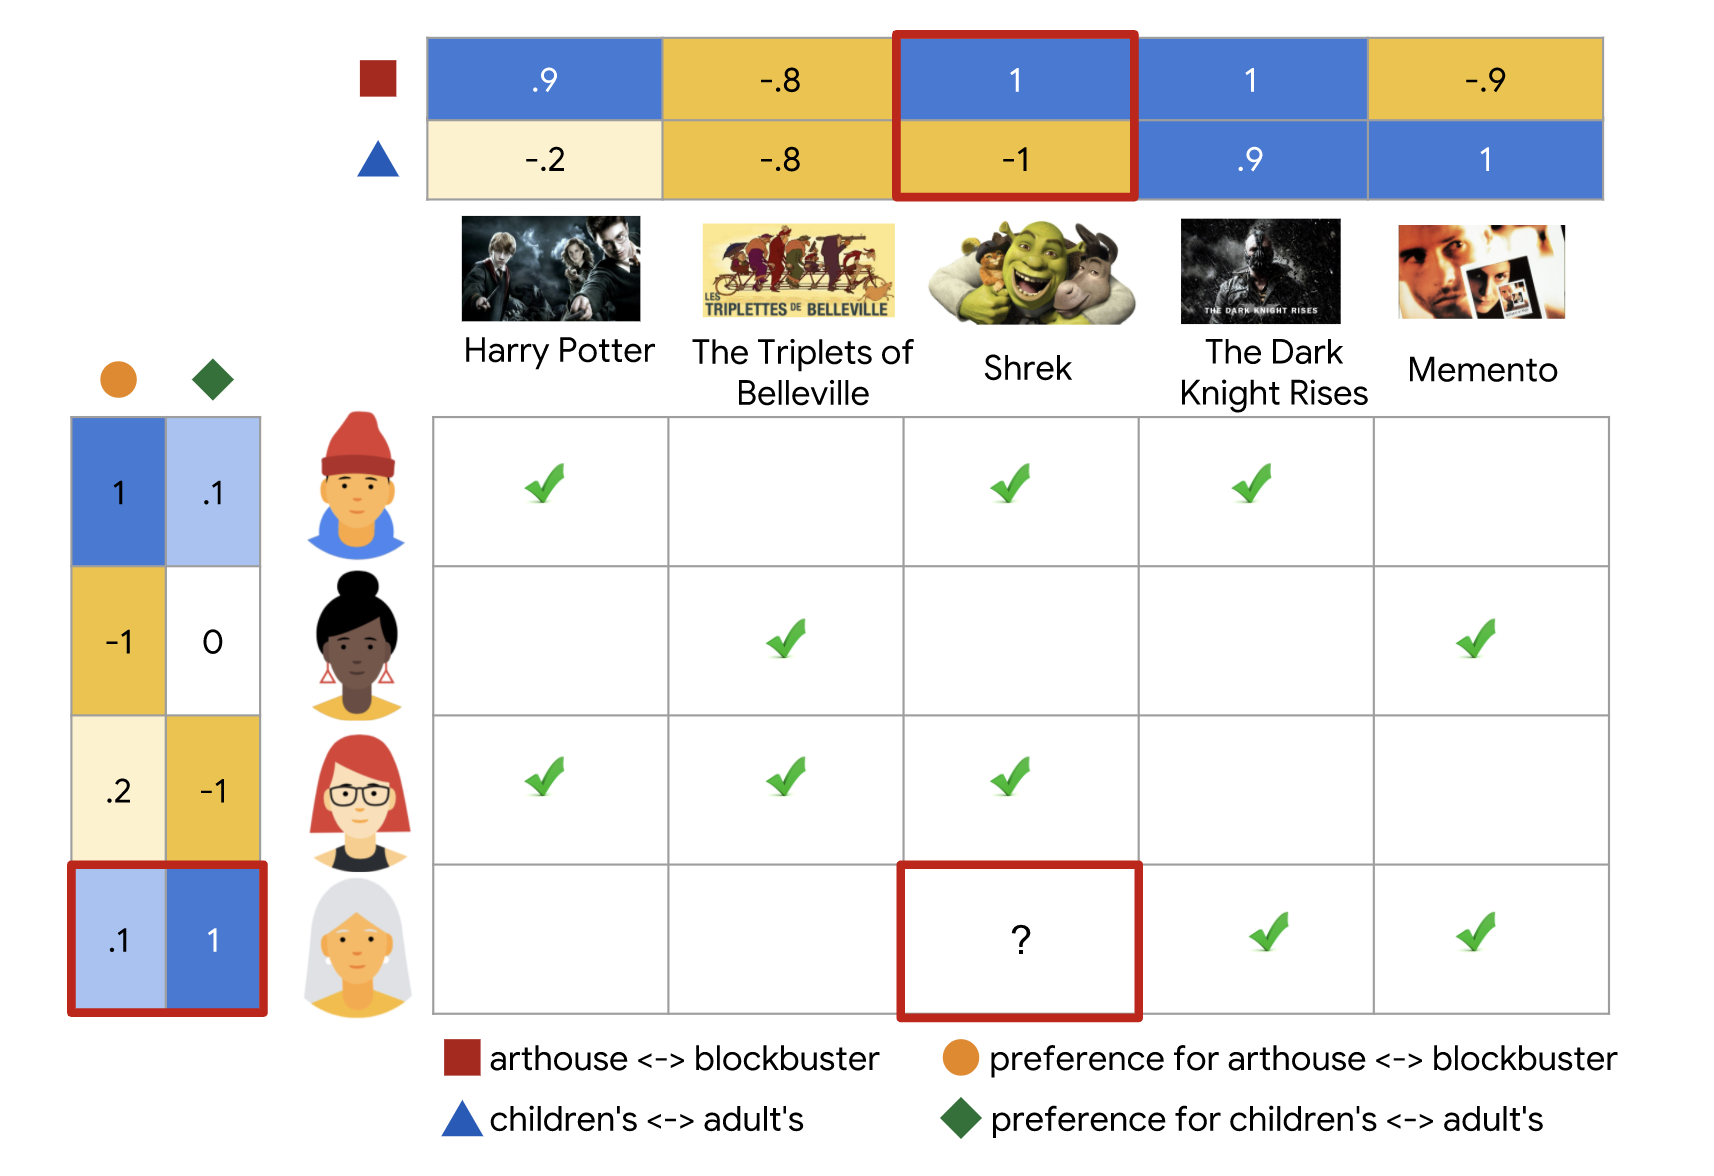 .9 -.8 1 1 -.9
-.2 -.8 -1 .9 1
LES
TRIPLETTES DE BELLEVILLE
THE DARK KNIGHT RISES
Harry Potter
The Triplets of
Belleville
Shrek
The Dark
Knight Rises
Memento
1 .1
-1 0
.2 -1
.1 1
?
arthouse <-> blockbuster
preference for arthouse <-> blockbuster
children's <-> adult's
preference for children's <-> adult's